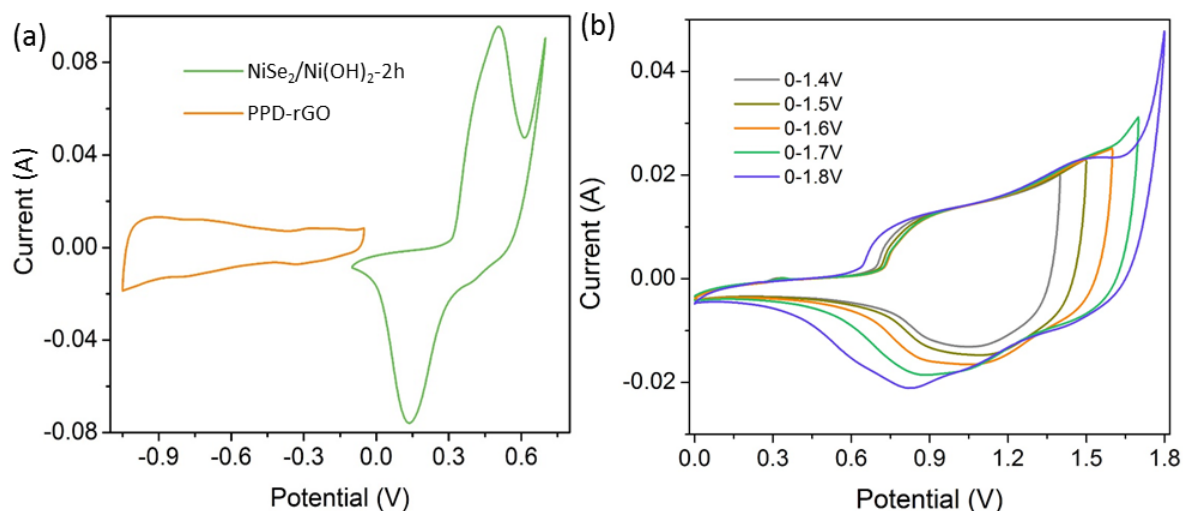 (a)
0.08
0.04
0.00
-0.04
-0.08
Current (A)
NiSe₂/Ni(OH)₂-2h
PPD-rGO
-0.9 -0.6 -0.3 0.0 0.3 0.6
Potential (V)
(b)
0.04
0.02
0.00
-0.02
Current (A)
0-1.4V
0-1.5V
0-1.6V
0-1.7V
0-1.8V
0.0 0.3 0.6 0.9 1.2 1.5 1.8
Potential (V)